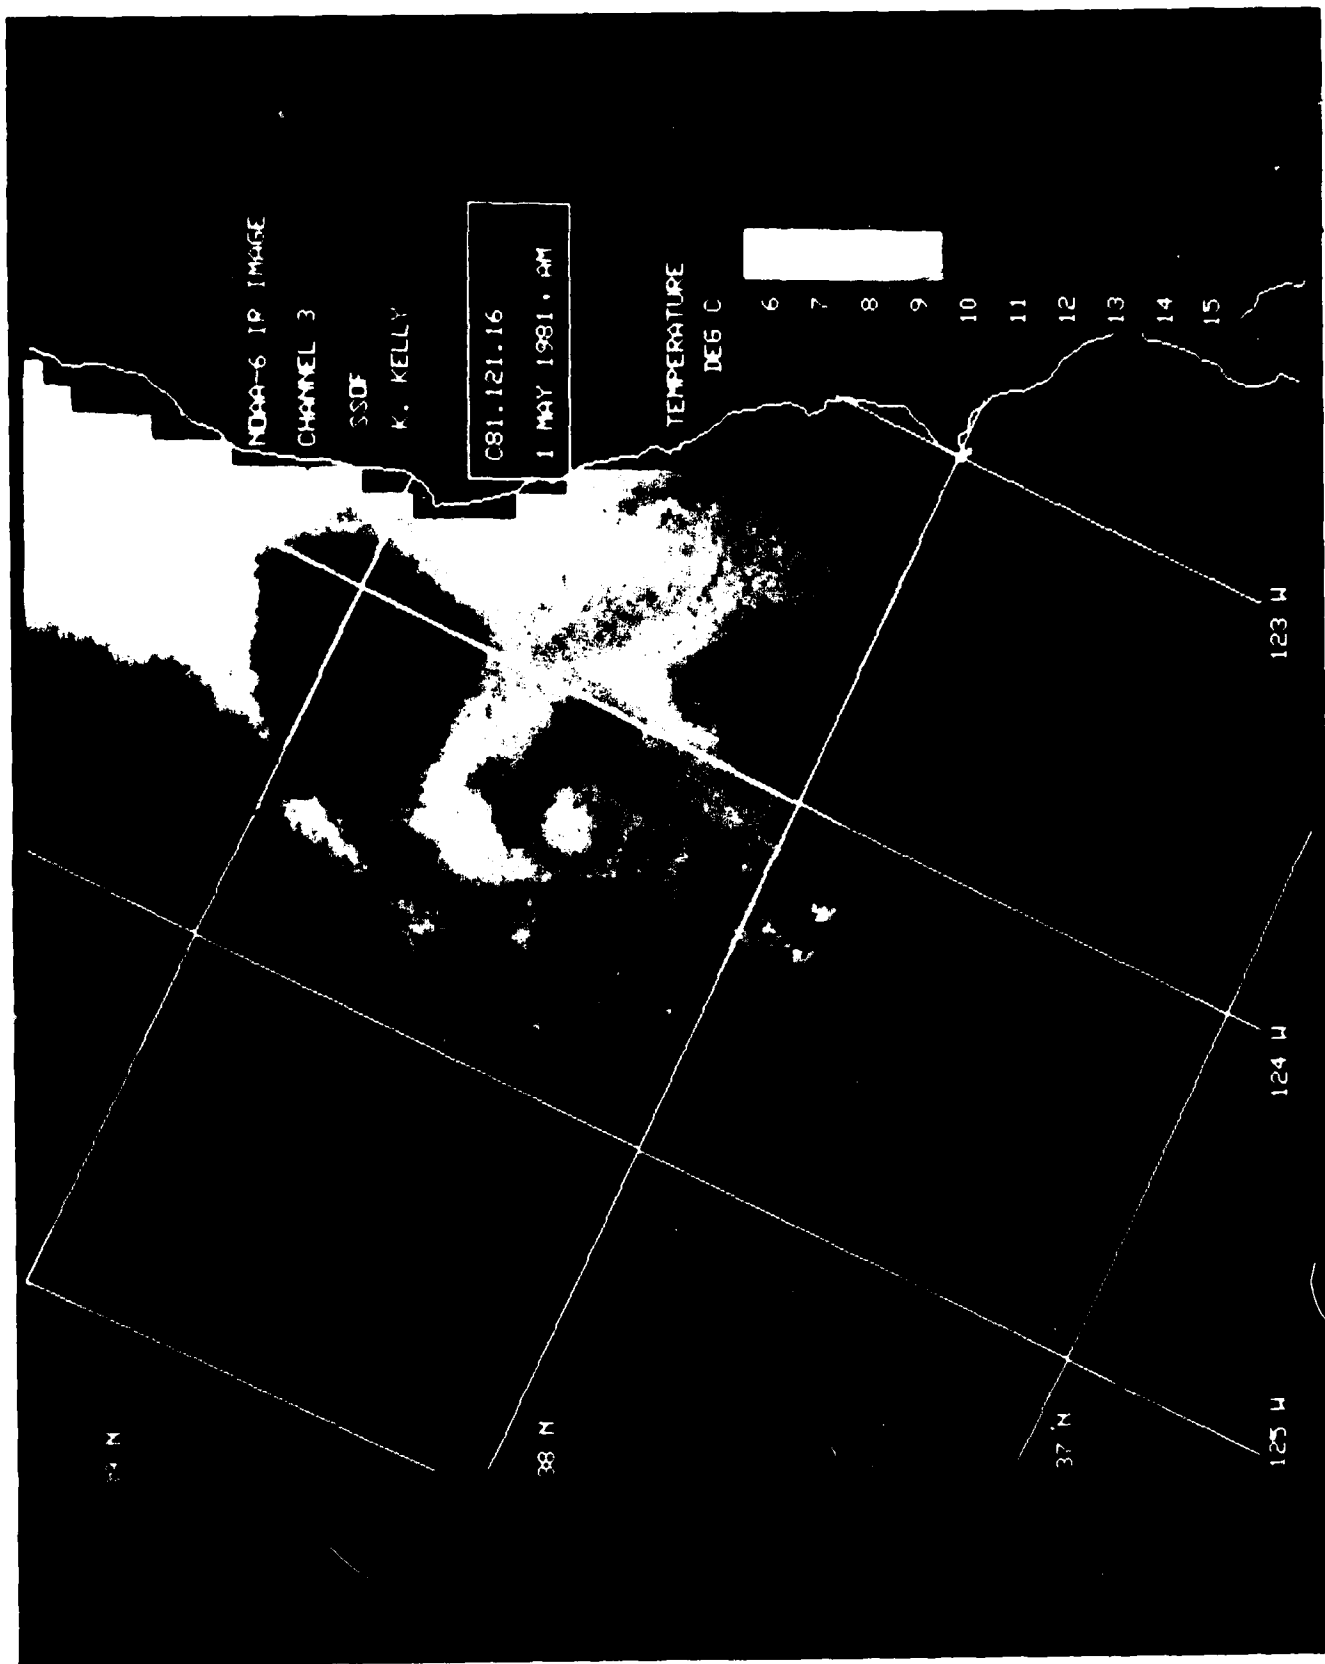 NOAA-6 IR IMAGE
CHANNEL 3
SSOF
K. KELLY
C81.121.16
1 MAY 1981. AM
TEMPERATURE
DEG C
6
7
8
9
10
11
12
13
14
15
N
38 N
37 N
125 W
124 W
123 W